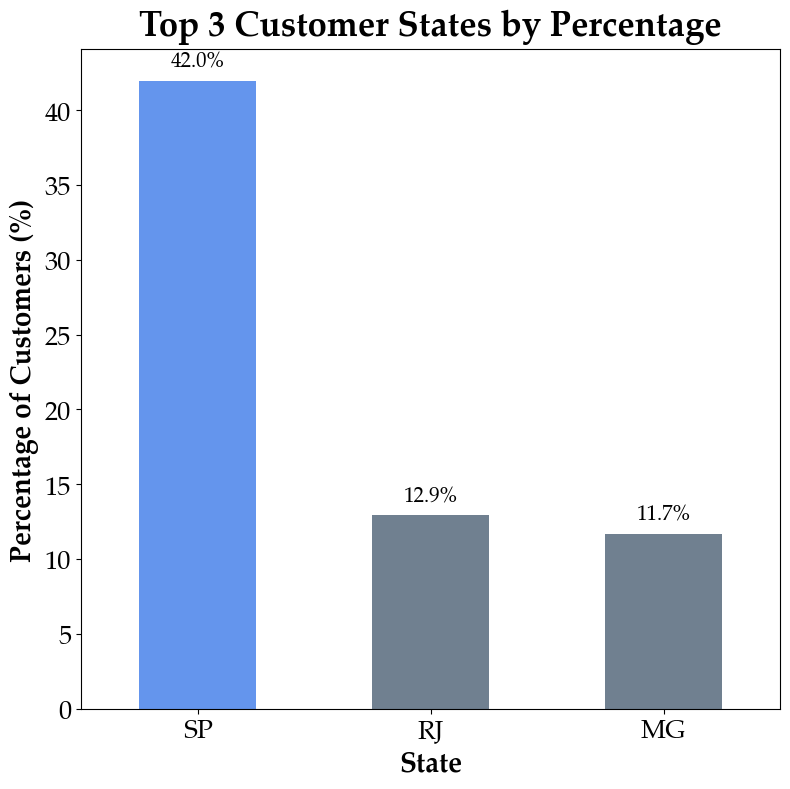 Top 3 Customer States by Percentage
42.0%
12.9%
11.7%
Percentage of Customers (%)
40
35
30
25
20
15
10
5
0
SP
RJ
MG
State